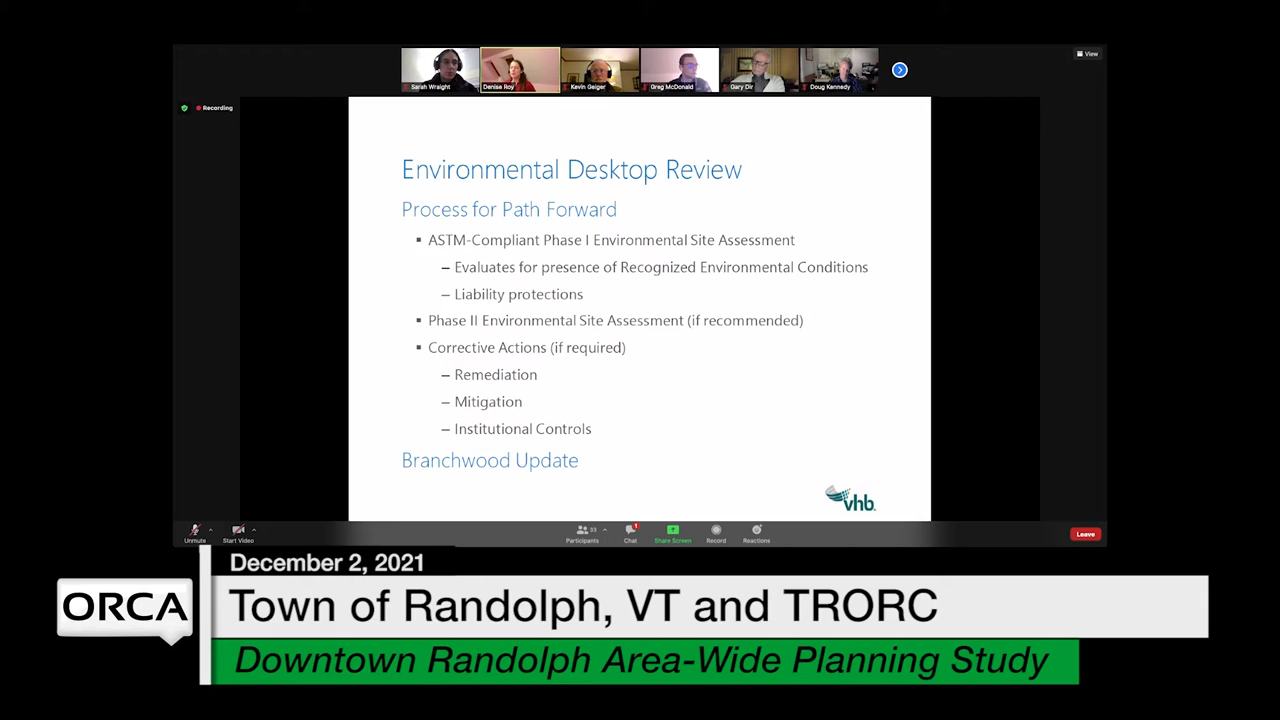 View
Sarah Wraight
Denise Roy
Kevin Geiger
Greg McDonald
Gary Dir
Doug Kennedy
Recording
Environmental Desktop Review
Process for Path Forward
▪ ASTM-Compliant Phase I Environmental Site Assessment
– Evaluates for presence of Recognized Environmental Conditions
– Liability protections
▪ Phase II Environmental Site Assessment (if recommended)
▪ Corrective Actions (if required)
– Remediation
– Mitigation
– Institutional Controls
Branchwood Update
vhb
Unmute
Start Video
Participants
33
Chat
1
Share Screen
Record
Reactions
Leave
December 2, 2021
ORCA
Town of Randolph, VT and TRORC
Downtown Randolph Area-Wide Planning Study